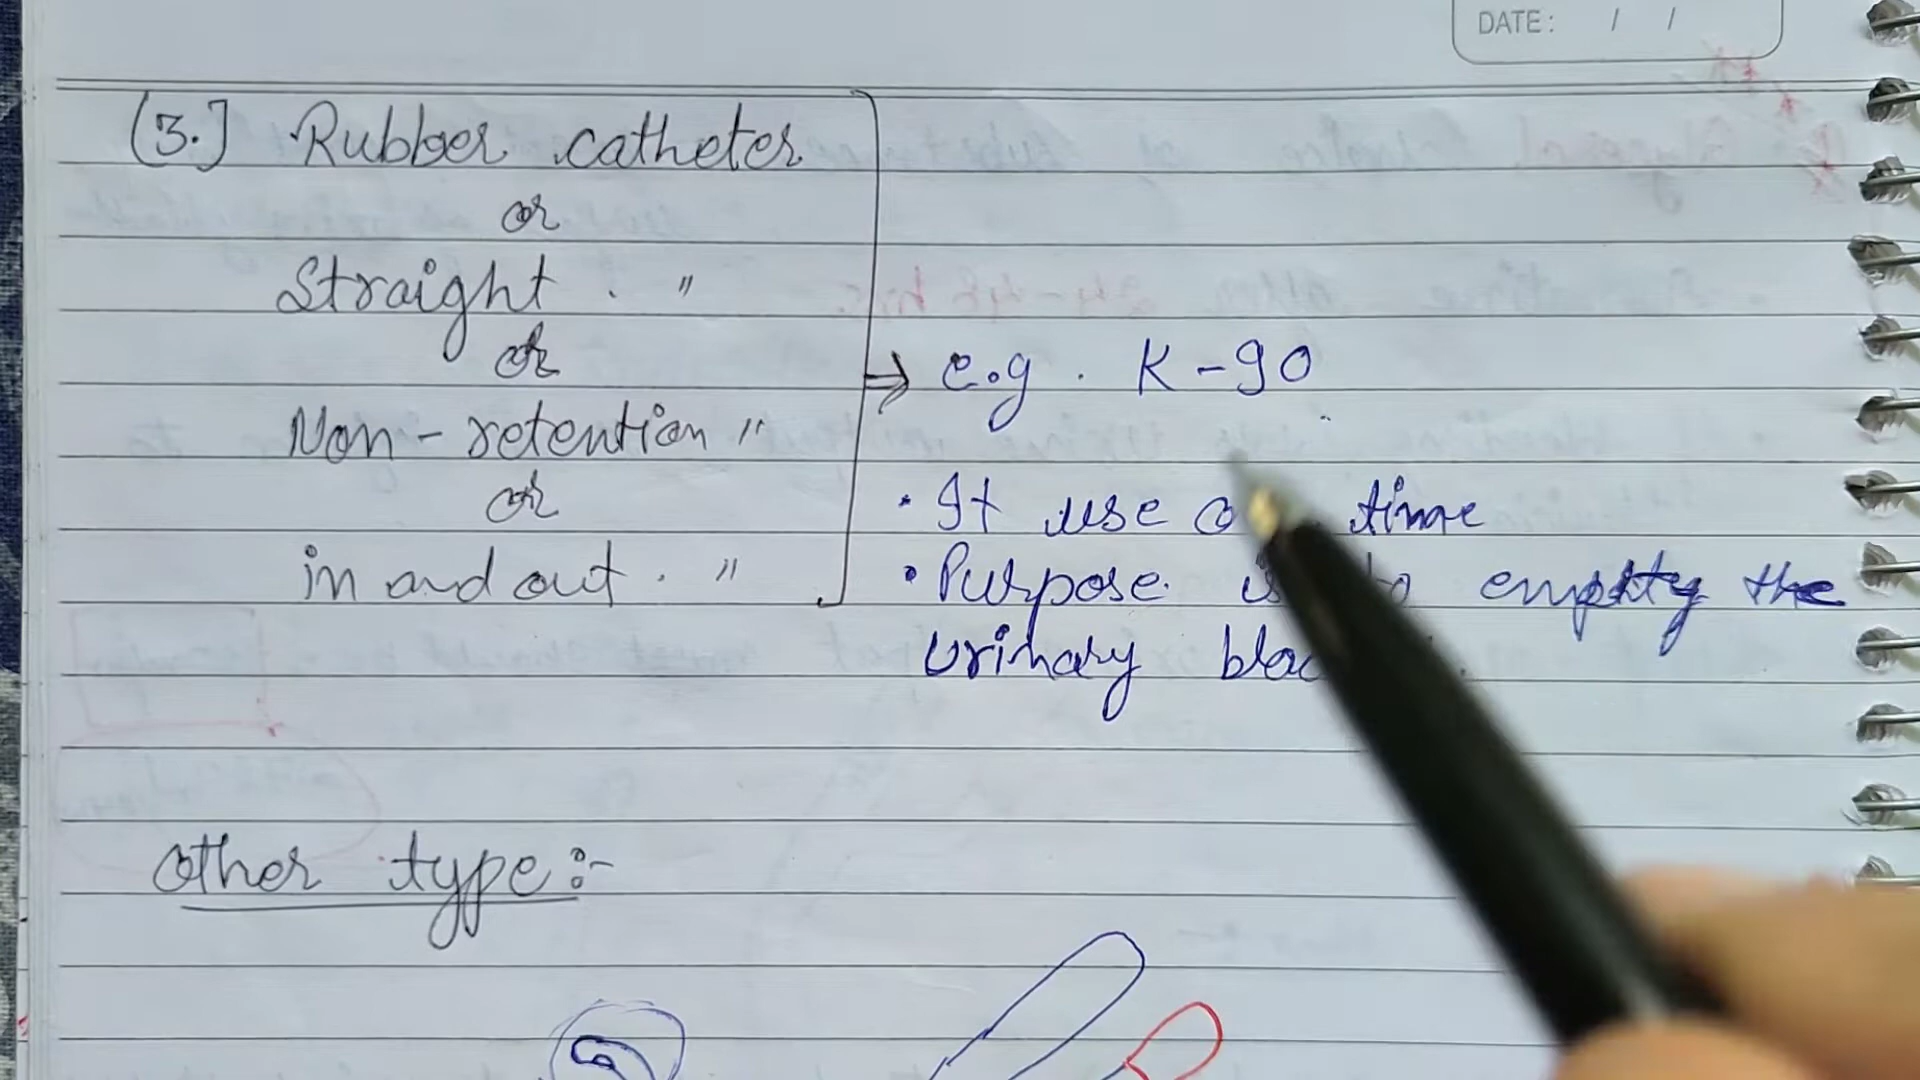 DATE: / /
(3.] Rubber catheter
or
Straight. "
or
Non-retention "
or
in and out. "
⇒ e.g. K-90
• It use time
• Purpose empty the
urinary
other type:-